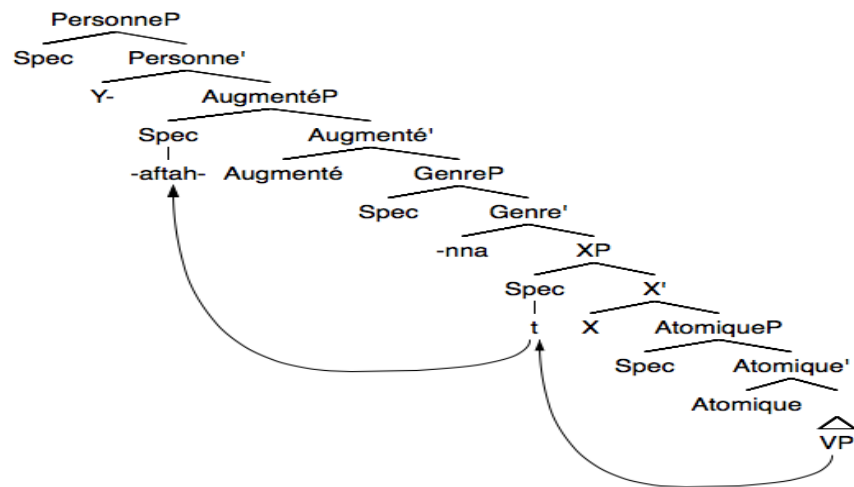 PersonneP
Spec Personne'
Y- AugmentéP
Spec Augmenté'
-aftah- Augmenté GenreP
Spec Genre'
-nna XP
Spec X'
t X AtomiqueP
Spec Atomique'
Atomique
VP